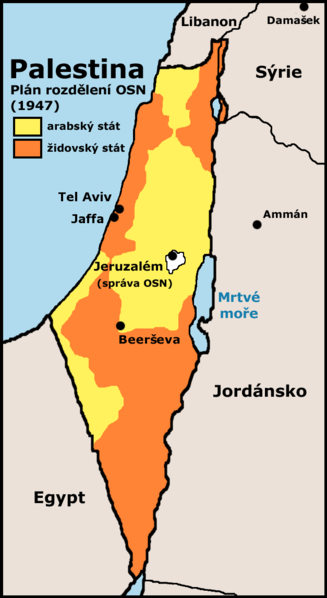 Libanon
Damašek
Palestina
Plán rozdělení OSN
(1947)
Sýrie
arabský stát
židovský stát
Tel Aviv
Jaffa
Ammán
Jeruzalém
(správa OSN)
Mrtvé
moře
Beerševa
Jordánsko
Egypt